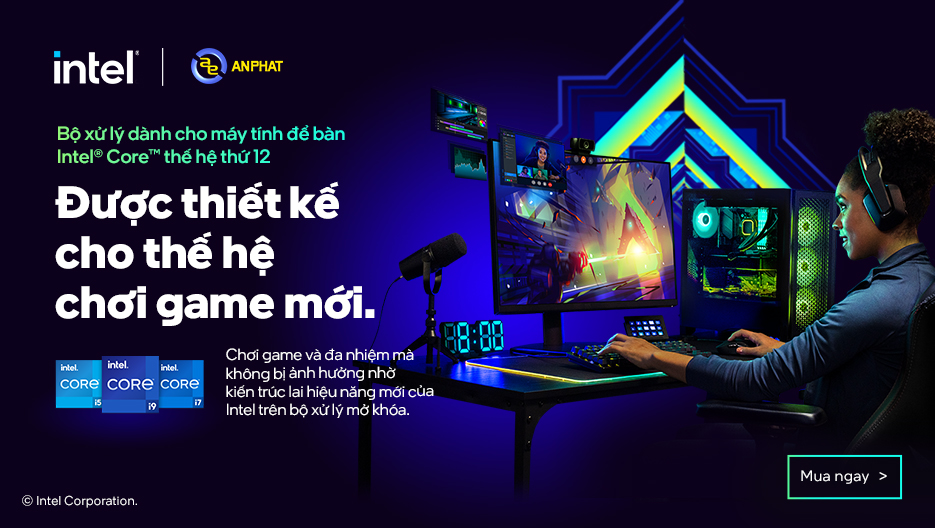 intel®
ANPHAT
Bộ xử lý dành cho máy tính để bàn
Intel® Core™ thế hệ thứ 12
Được thiết kế
cho thế hệ
chơi game mới.
intel.
CORE
i5
intel.
CORE
i9
intel.
CORE
i7
Chơi game và đa nhiệm mà
không bị ảnh hưởng nhờ
kiến trúc lai hiệu năng mới của
Intel trên bộ xử lý mở khóa.
8:00
Mua ngay >
© Intel Corporation.